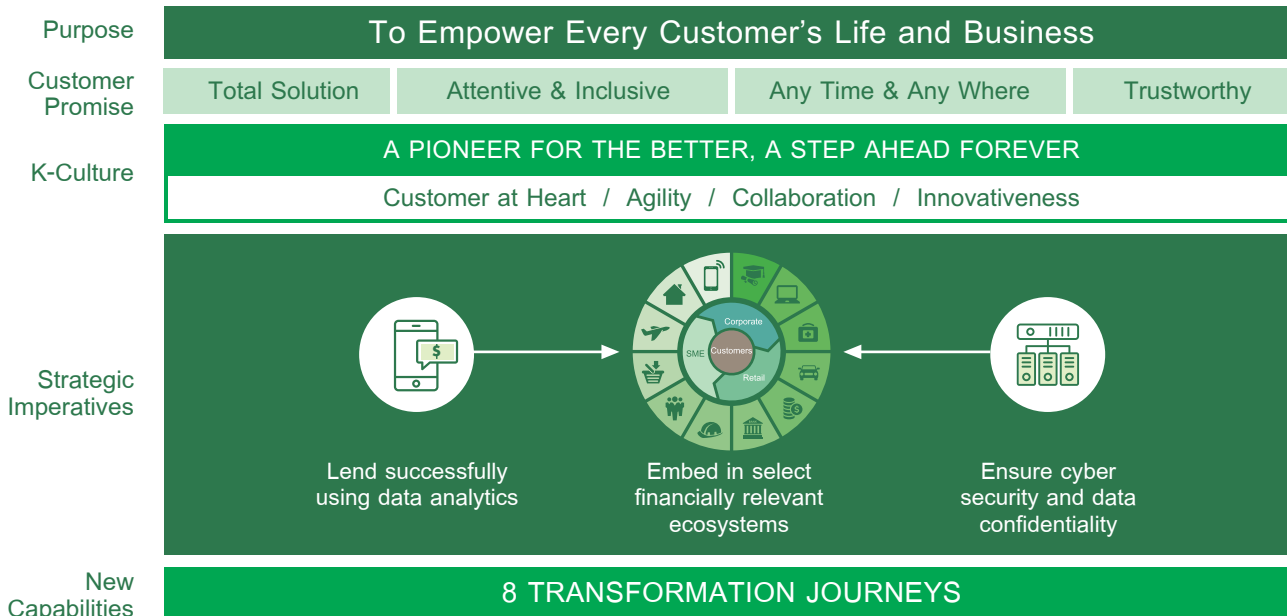 Purpose
To Empower Every Customer's Life and Business
Customer
Promise
Total Solution
Attentive & Inclusive
Any Time & Any Where
Trustworthy
K-Culture
A PIONEER FOR THE BETTER, A STEP AHEAD FOREVER
Customer at Heart / Agility / Collaboration / Innovativeness
Strategic
Imperatives
$
Corporate
SME
Customers
Retail
$
Lend successfully
using data analytics
Embed in select
financially relevant
ecosystems
Ensure cyber
security and data
confidentiality
New
Capabilities
8 TRANSFORMATION JOURNEYS